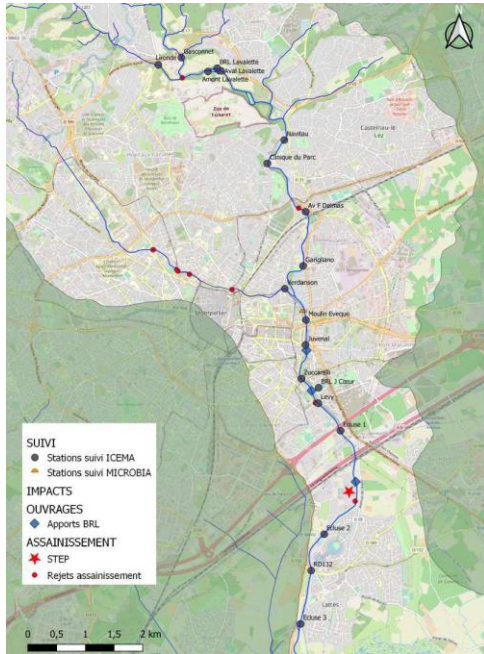 N
Lironde
Gasconnet
BRL Lavalette
Aval Lavalette
Amont Lavalette
Zoo de
Lunaret
Castelnau-le-
Lez
Navitau
Clinique du Parc
Av F Delmas
Garigliano
Verdanson
Montpellier
Moulin Eveque
Juvenal
Zuccarelli
BRL J Cœur
Levy
Ecluse 1
SUIVI
Stations suivi ICEMA
Stations suivi MICROBIA
IMPACTS
OUVRAGES
Apports BRL
ASSAINISSEMENT
STEP
Rejets assainissement
Ecluse 2
RD132
Lattes
Ecluse 3
0 0,5 1 1,5 2 km